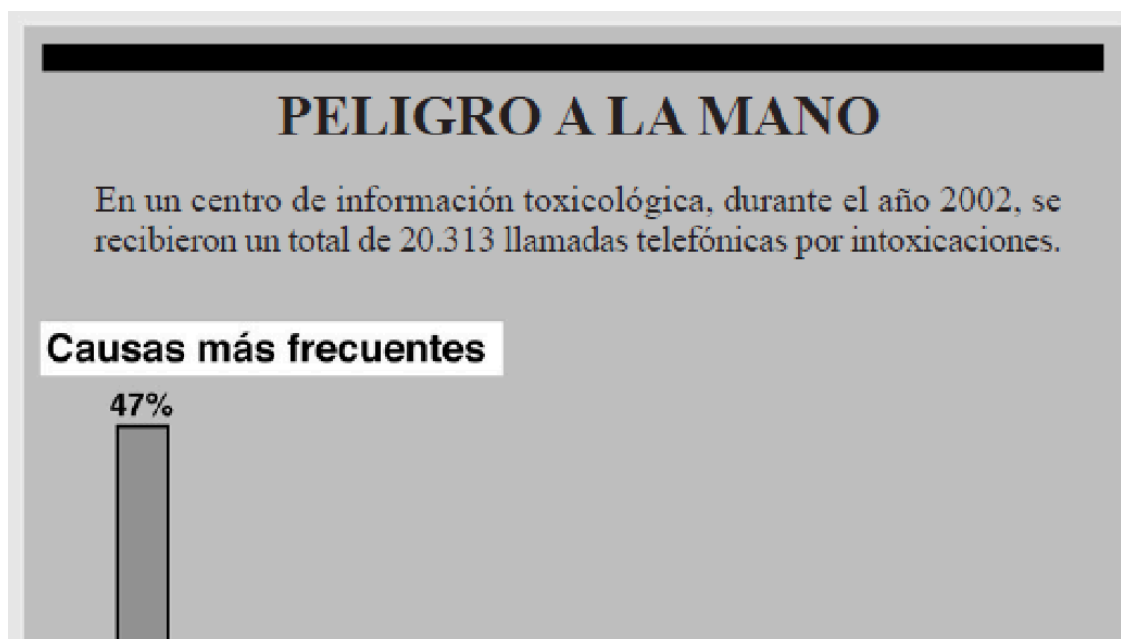 PELIGRO A LA MANO
En un centro de información toxicológica, durante el año 2002, se
recibieron un total de 20.313 llamadas telefónicas por intoxicaciones.
Causas más frecuentes
47%